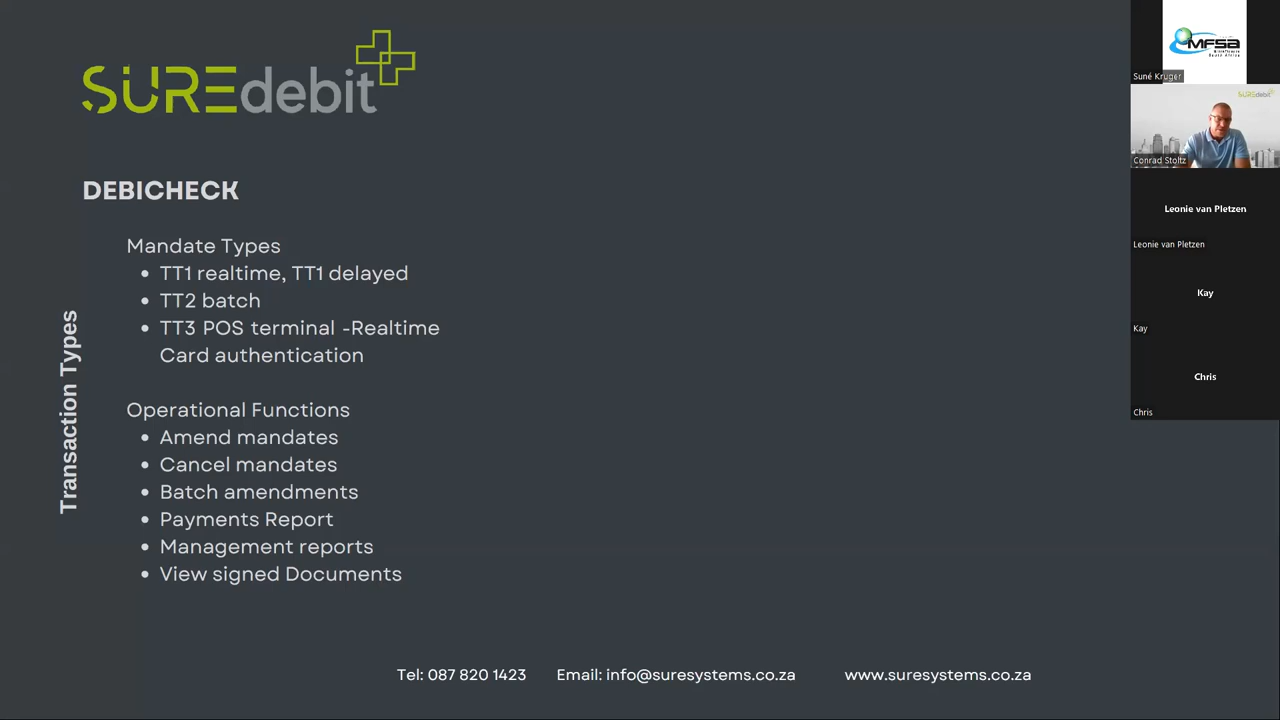 SUREdebit
DEBICHECK
Transaction Types
Mandate Types
• TT1 realtime, TT1 delayed
• TT2 batch
• TT3 POS terminal -Realtime
Card authentication
Operational Functions
• Amend mandates
• Cancel mandates
• Batch amendments
• Payments Report
• Management reports
• View signed Documents
Tel: 087 820 1423 Email: info@suresystems.co.za www.suresystems.co.za
MFSA
Suné Kruger
SUREdebit
Conrad Stoltz
Leonie van Pletzen
Leonie van Pletzen
Kay
Kay
Chris
Chris